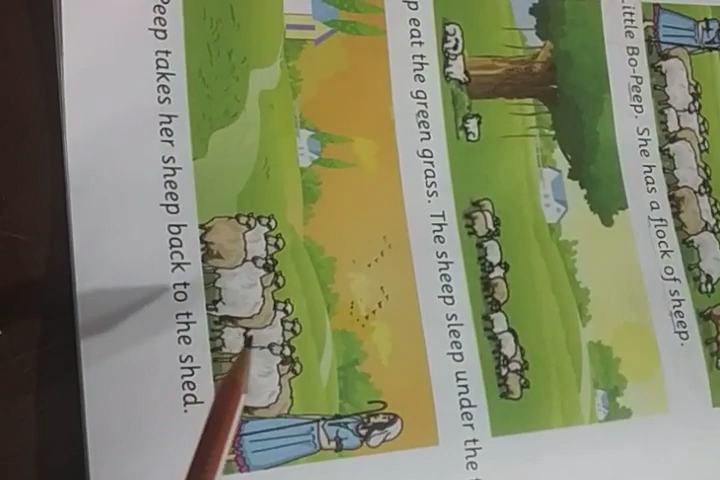 ittle Bo-Peep. She has a flock of sheep.
p eat the green grass. The sheep sleep under the
Peep takes her sheep back to the shed.